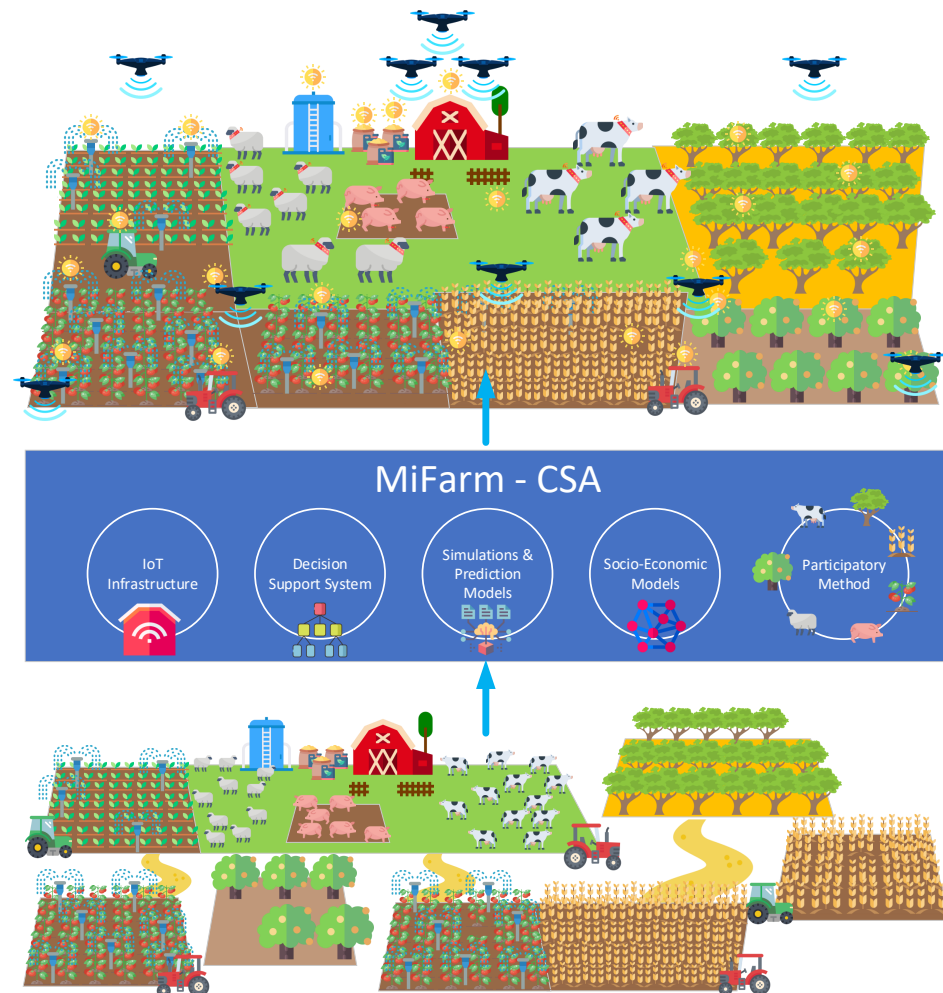 MiFarm - CSA
IoT
Infrastructure
Decision
Support System
Simulations &
Prediction
Models
Socio-Economic
Models
Participatory
Method